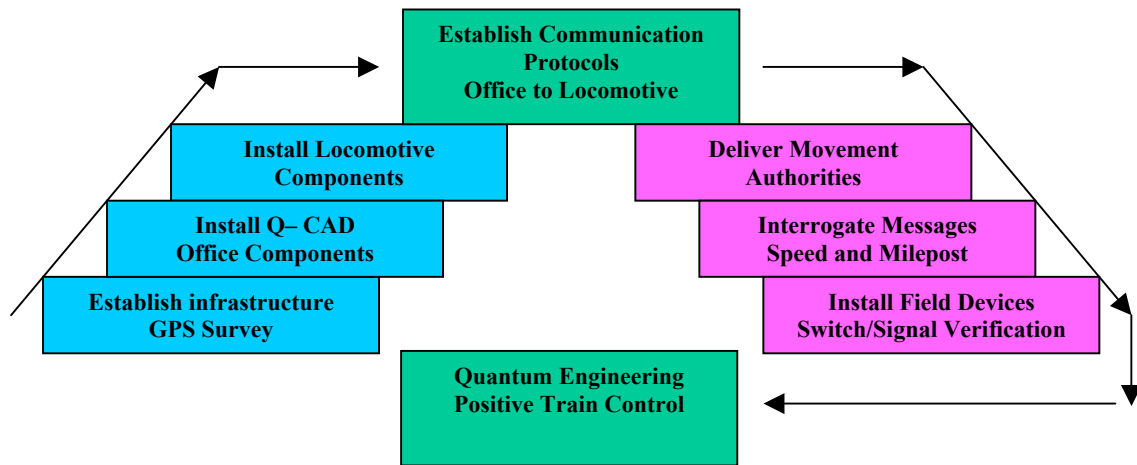 Establish Communication
Protocols
Office to Locomotive
Install Locomotive
Components
Deliver Movement
Authorities
Install Q– CAD
Office Components
Interrogate Messages
Speed and Milepost
Establish infrastructure
GPS Survey
Install Field Devices
Switch/Signal Verification
Quantum Engineering
Positive Train Control